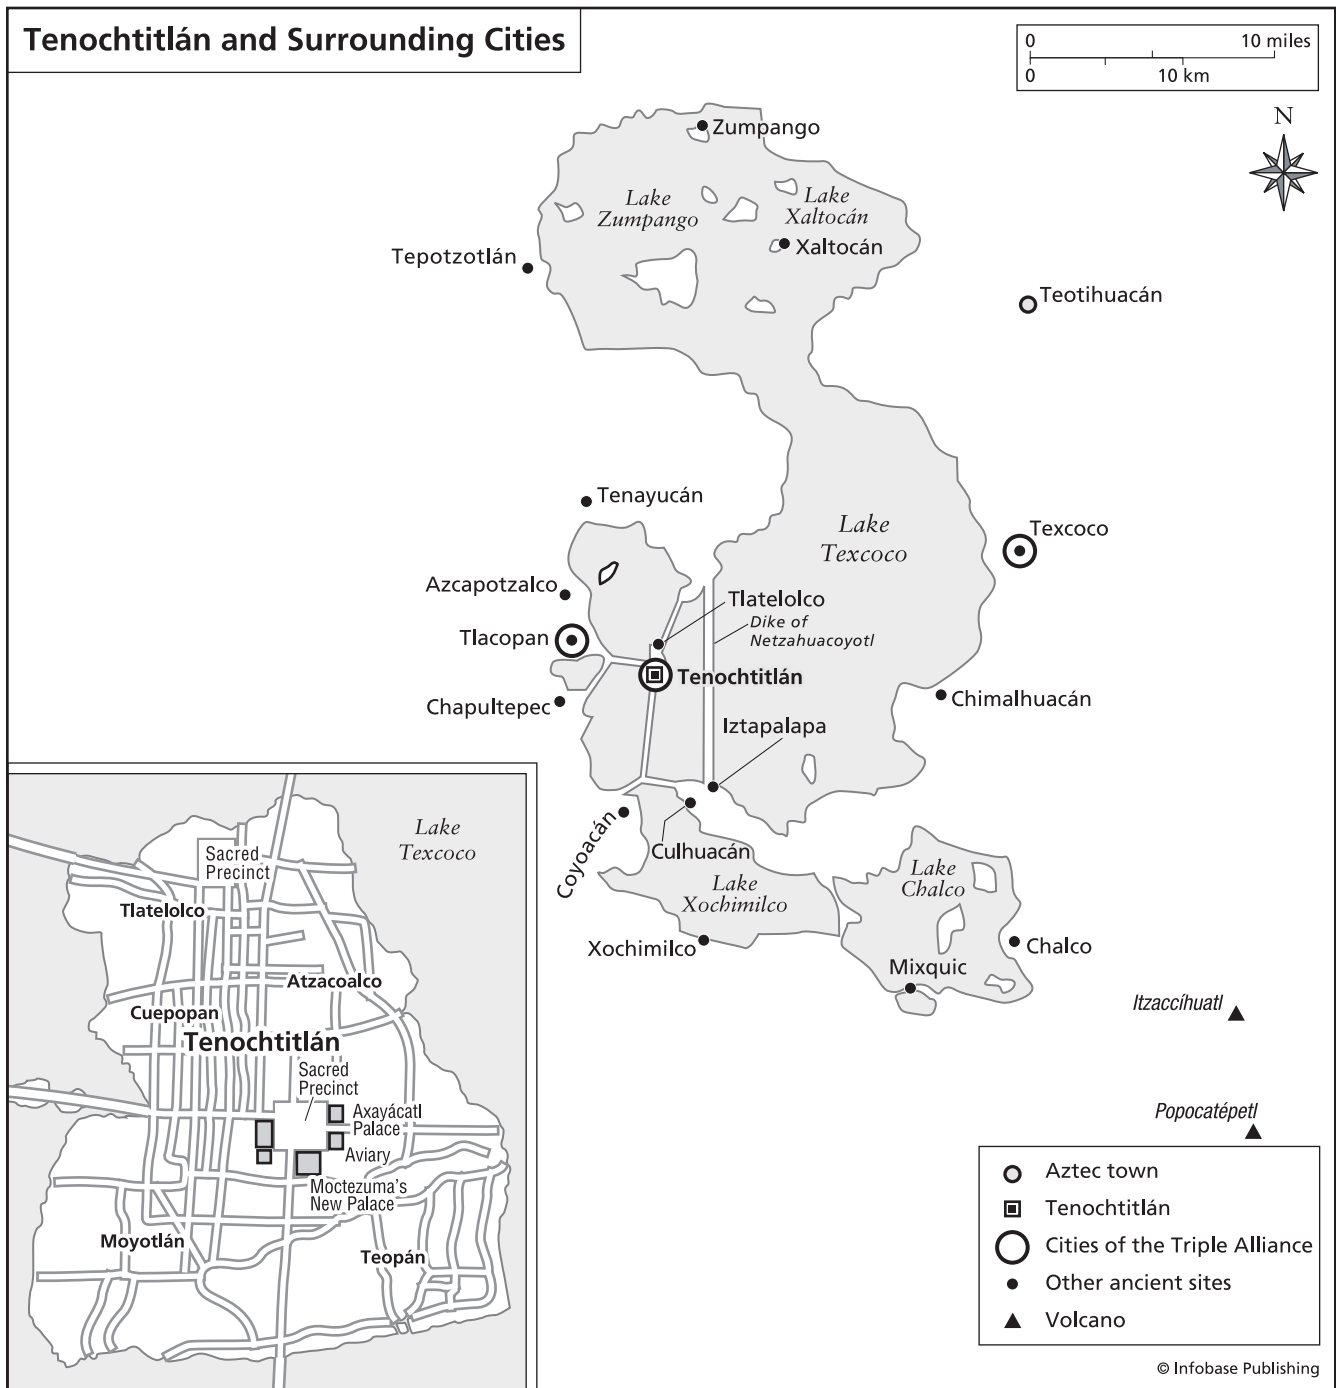 Tenochtitlán and Surrounding Cities
0 10 miles
0 10 km
N
Zumpango
Lake
Zumpango
Lake
Xaltocán
Xaltocán
Tepotzotlán
Teotihuacán
Tenayucán
Lake
Texcoco
Texcoco
Azcapotzalco
Tlatelolco
Dike of
Netzahuacoyotl
Tlacopan
Tenochtitlán
Chapultepec
Chimalhuacán
Iztapalapa
Coyoacán
Culhuacán
Lake
Xochimilco
Lake
Chalco
Xochimilco
Chalco
Mixquic
Itzaccíhuatl
Popocatépetl
Lake
Texcoco
Sacred
Precinct
Tlatelolco
Atzacoalco
Cuepopan
Tenochtitlán
Sacred
Precinct
Axayácatl
Palace
Aviary
Moctezuma's
New Palace
Moyotlán
Teopán
Aztec town
Tenochtitlán
Cities of the Triple Alliance
Other ancient sites
Volcano
© Infobase Publishing